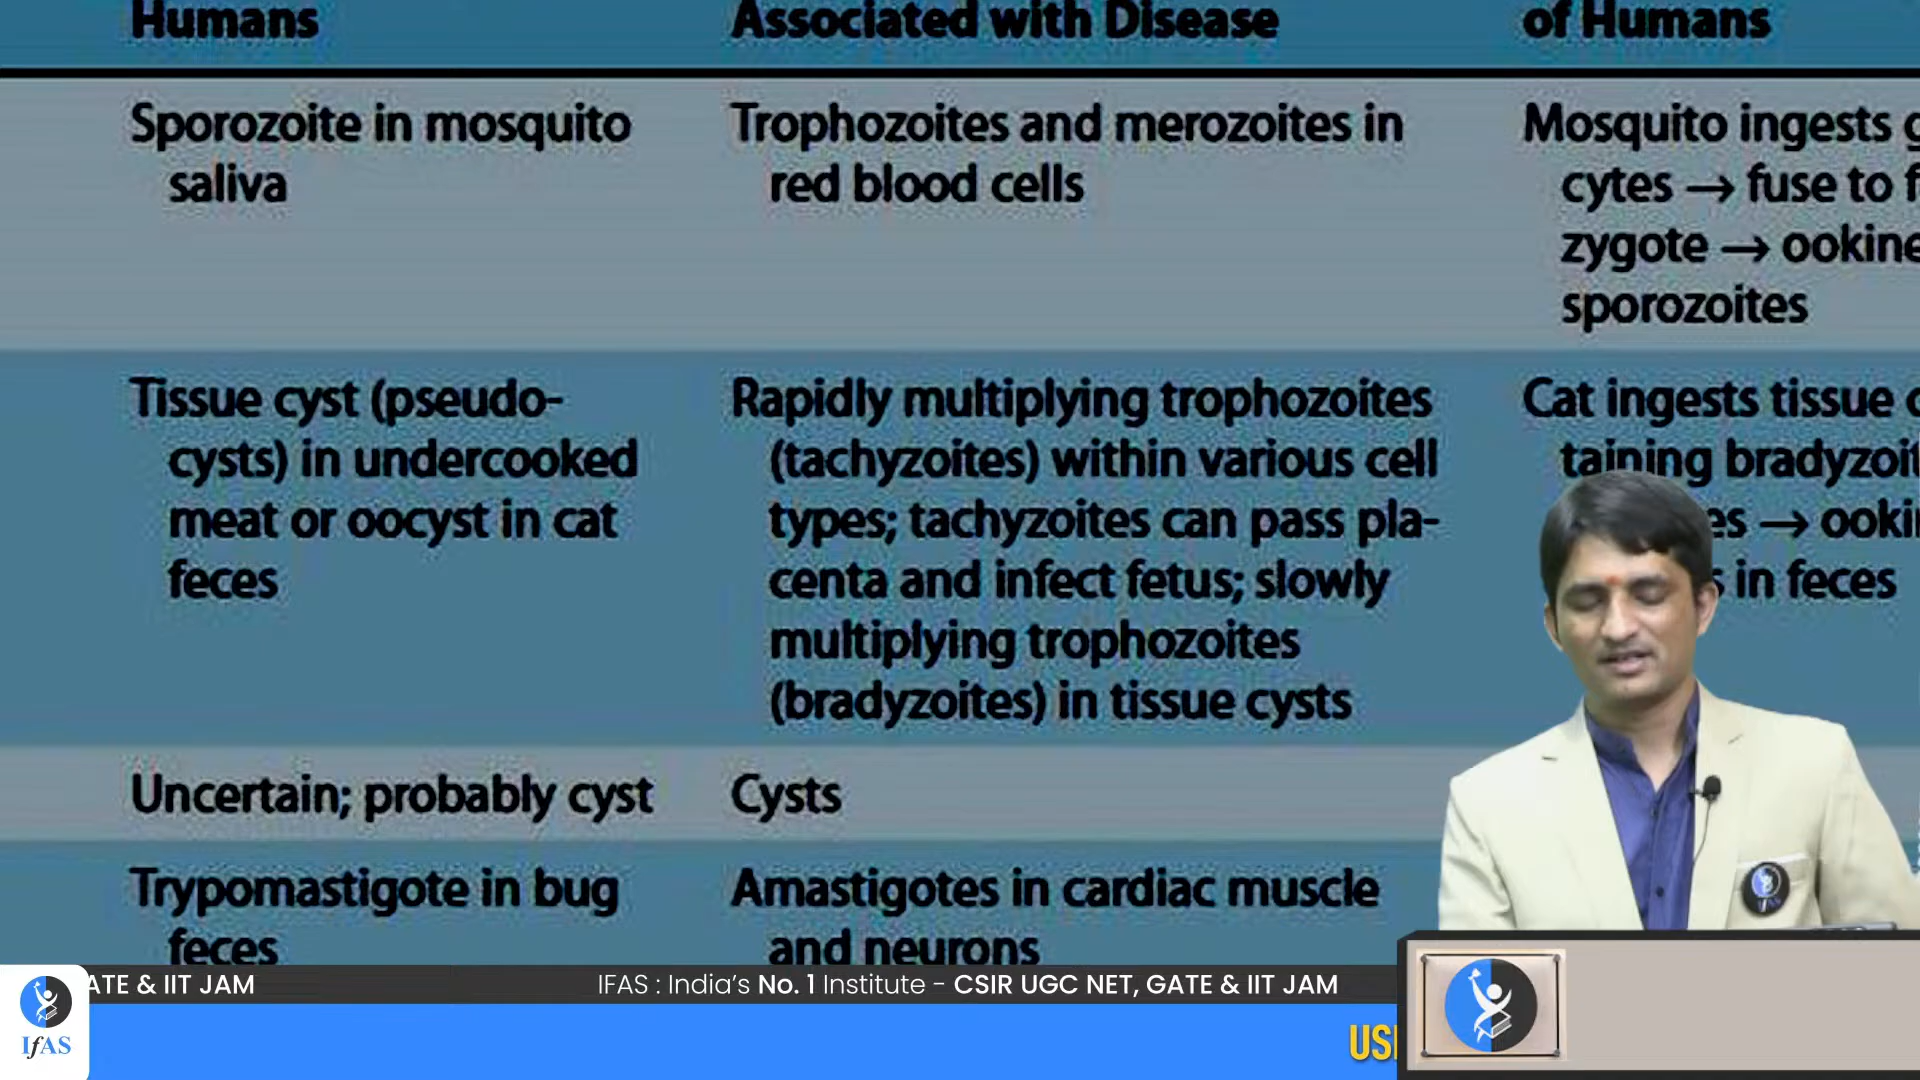 Humans
Associated with Disease
of Humans
Sporozoite in mosquito
saliva
Trophozoites and merozoites in
red blood cells
Mosquito ingests
cytes → fuse to
zygote →
sporozoites
Tissue cyst (pseudo-
cysts) in undercooked
meat or oocyst in cat
feces
Rapidly multiplying trophozoites
(tachyzoites) within various cell
types; tachyzoites can pass pla-
centa and infect fetus; slowly
multiplying trophozoites
(bradyzoites) in tissue cysts
Cat ingests tissue
taining
→
in feces
Uncertain; probably cyst
Cysts
Trypomastigote in bug
feces
Amastigotes in cardiac muscle
and neurons
& IIT JAM
IFAS : India's No. 1 Institute - CSIR UGC NET, GATE & IIT JAM
IfAS